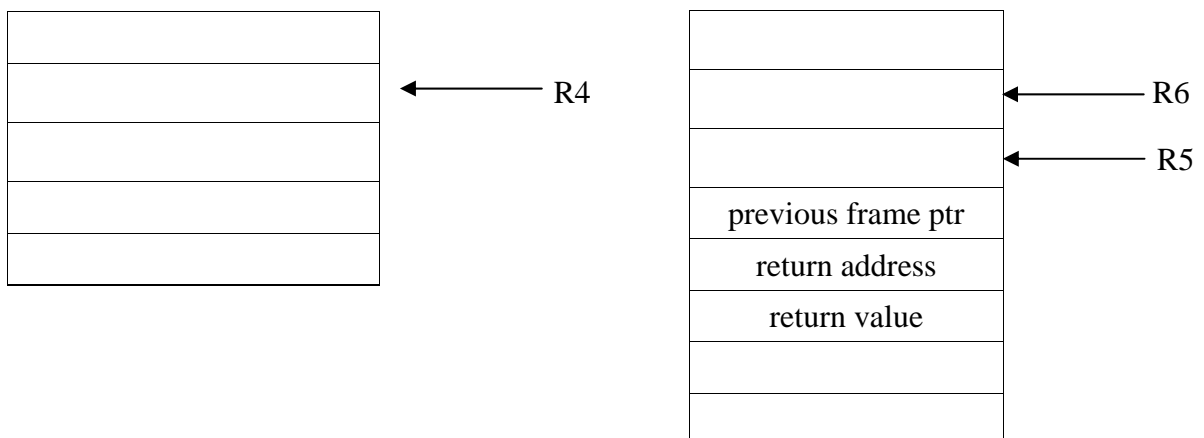 R4
R6
R5
previous frame ptr
return address
return value